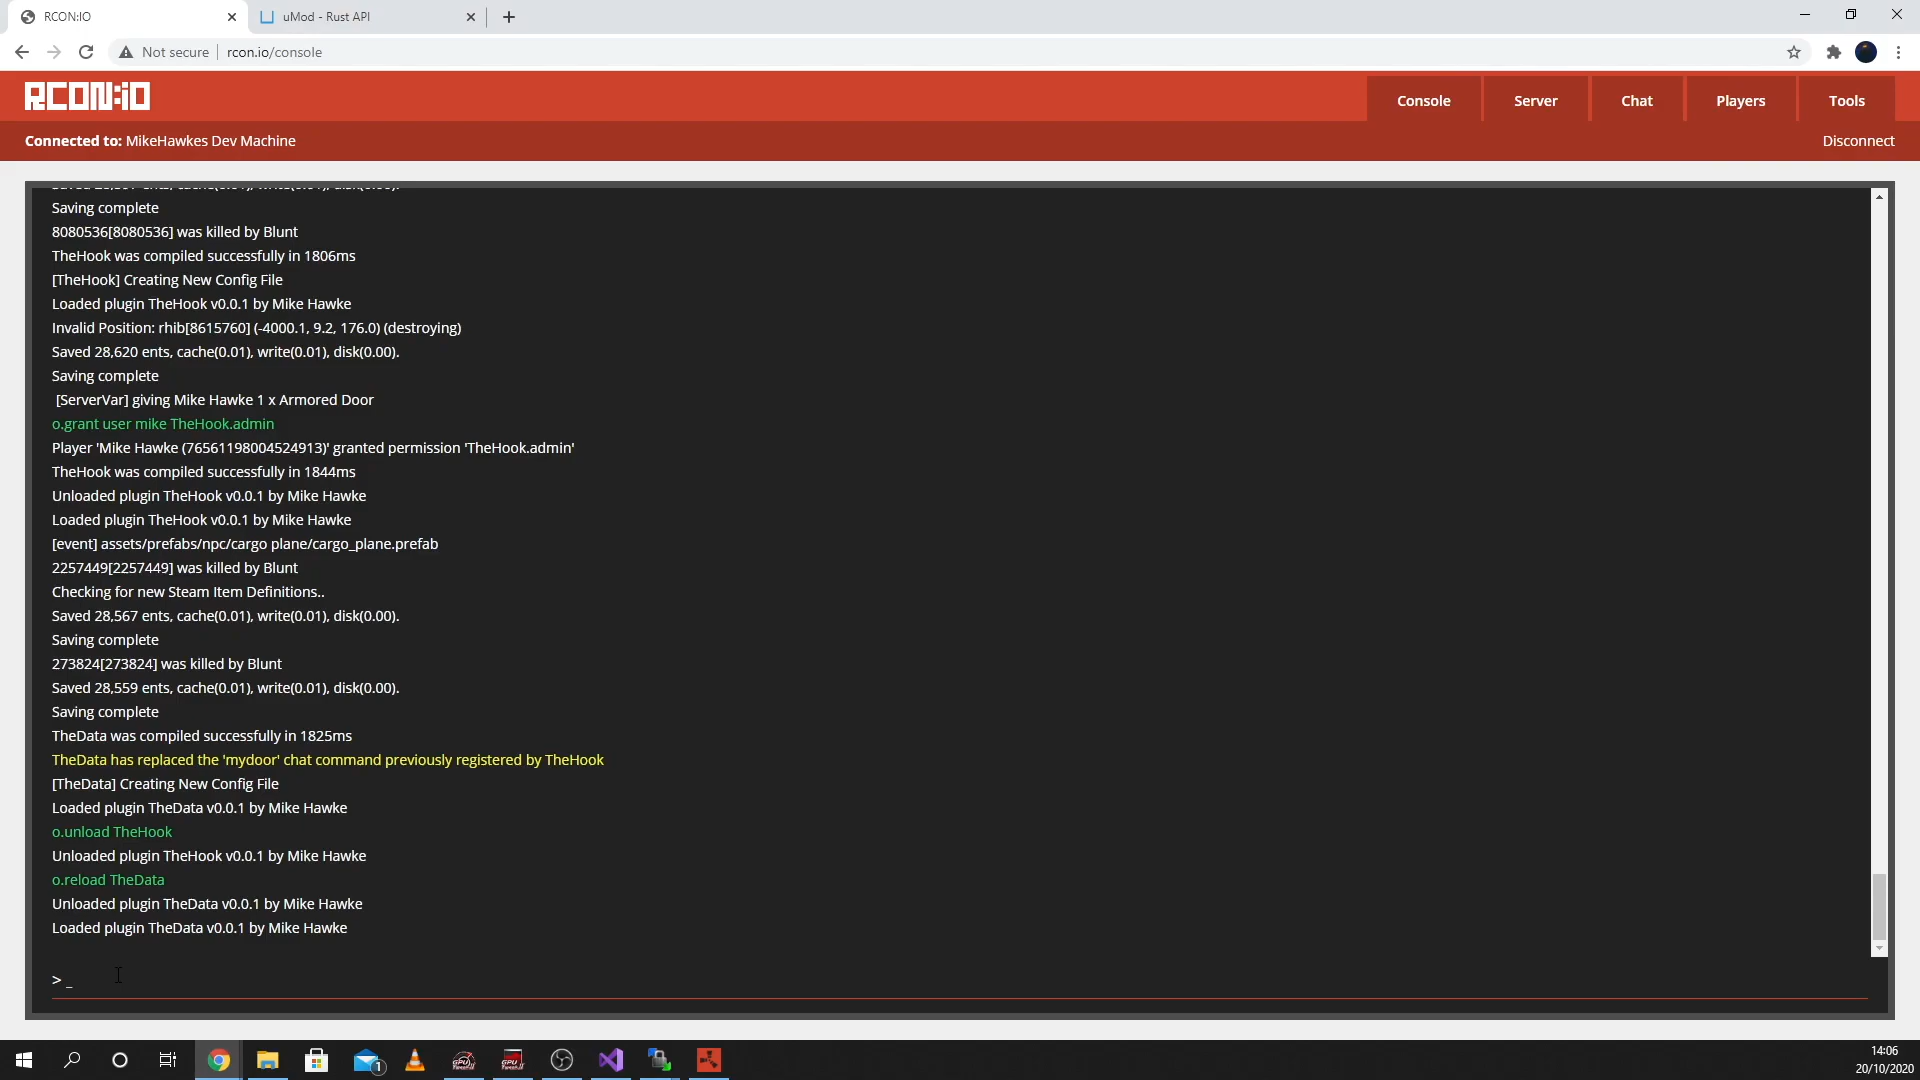 RCON:IO
uMod - Rust API
Not secure
rcon.io/console
RCON:IO
Console
Server
Chat
Players
Tools
Connected to: MikeHawkes Dev Machine
Disconnect
Saving complete
8080536[8080536] was killed by Blunt
TheHook was compiled successfully in 1806ms
[TheHook] Creating New Config File
Loaded plugin TheHook v0.0.1 by Mike Hawke
Invalid Position: rhib[8615760] (-4000.1, 9.2, 176.0) (destroying)
Saved 28,620 ents, cache(0.01), write(0.01), disk(0.00).
Saving complete
[ServerVar] giving Mike Hawke 1 x Armored Door
o.grant user mike TheHook.admin
Player 'Mike Hawke (76561198004524913)' granted permission 'TheHook.admin'
TheHook was compiled successfully in 1844ms
Unloaded plugin TheHook v0.0.1 by Mike Hawke
Loaded plugin TheHook v0.0.1 by Mike Hawke
[event] assets/prefabs/npc/cargo plane/cargo_plane.prefab
2257449[2257449] was killed by Blunt
Checking for new Steam Item Definitions..
Saved 28,567 ents, cache(0.01), write(0.01), disk(0.00).
Saving complete
273824[273824] was killed by Blunt
Saved 28,559 ents, cache(0.01), write(0.01), disk(0.00).
Saving complete
TheData was compiled successfully in 1825ms
TheData has replaced the 'mydoor' chat command previously registered by TheHook
[TheData] Creating New Config File
Loaded plugin TheData v0.0.1 by Mike Hawke
o.unload TheHook
Unloaded plugin TheHook v0.0.1 by Mike Hawke
o.reload TheData
Unloaded plugin TheData v0.0.1 by Mike Hawke
Loaded plugin TheData v0.0.1 by Mike Hawke
> _
1
14:06
20/10/2020